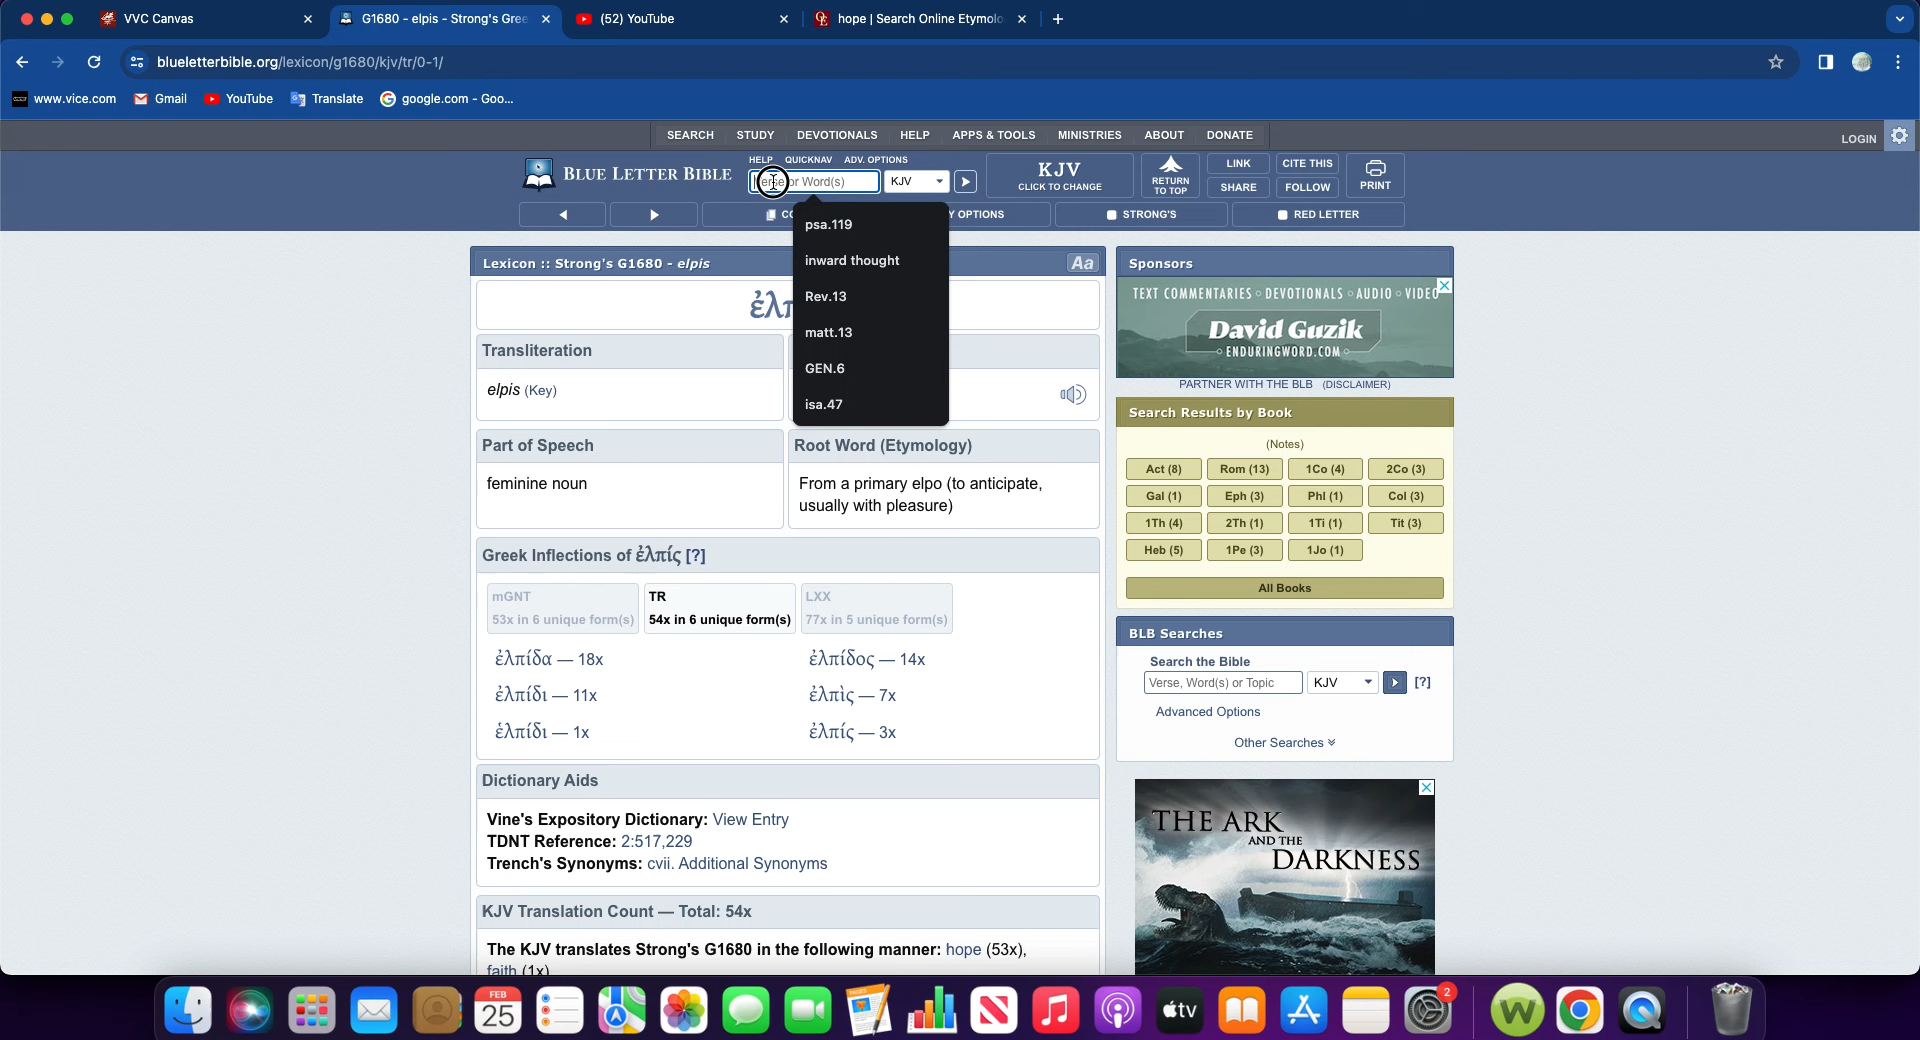 VVC Canvas
G1680 - elpis - Strong's Gree
(52) YouTube
hope | Search Online Etymolo
blueletterbible.org/lexicon/g1680/kjv/tr/0-1/
www.vice.com
Gmail
YouTube
Translate
google.com - Goo...
SEARCH STUDY DEVOTIONALS HELP APPS & TOOLS MINISTRIES ABOUT DONATE
LOGIN
BLUE LETTER BIBLE
HELP QUICKNAV ADV. OPTIONS
or Word(s)
KJV
KJV
CLICK TO CHANGE
RETURN
TO TOP
LINK
CITE THIS
SHARE
FOLLOW
PRINT
Y OPTIONS
STRONG'S
RED LETTER
psa.119
inward thought
Rev.13
matt.13
GEN.6
isa.47
Lexicon :: Strong's G1680 - elpis
Aa
Transliteration
elpis (Key)
Part of Speech
feminine noun
Root Word (Etymology)
From a primary elpo (to anticipate,
usually with pleasure)
Greek Inflections of ἐλπίς [?]
mGNT
53x in 6 unique form(s)
TR
54x in 6 unique form(s)
LXX
77x in 5 unique form(s)
ἐλπίδα — 18x
ἐλπίδος — 14x
ἐλπίδι — 11x
ἐλπὶς — 7x
ἑλπίδι — 1x
ἐλπίς — 3x
Dictionary Aids
Vine's Expository Dictionary: View Entry
TDNT Reference: 2:517,229
Trench's Synonyms: cvii. Additional Synonyms
KJV Translation Count — Total: 54x
The KJV translates Strong's G1680 in the following manner: hope (53x),
faith (1x)
Sponsors
TEXT COMMENTARIES ◦ DEVOTIONALS ◦ AUDIO ◦ VIDEO
David Guzik
ENDURINGWORD.COM
PARTNER WITH THE BLB (DISCLAIMER)
Search Results by Book
(Notes)
Act (8) Rom (13) 1Co (4) 2Co (3)
Gal (1) Eph (3) Phl (1) Col (3)
1Th (4) 2Th (1) 1Ti (1) Tit (3)
Heb (5) 1Pe (3) 1Jo (1)
All Books
BLB Searches
Search the Bible
Verse, Word(s) or Topic
KJV
[?]
Advanced Options
Other Searches
THE ARK
AND THE
DARKNESS
FEB
25
tv
2